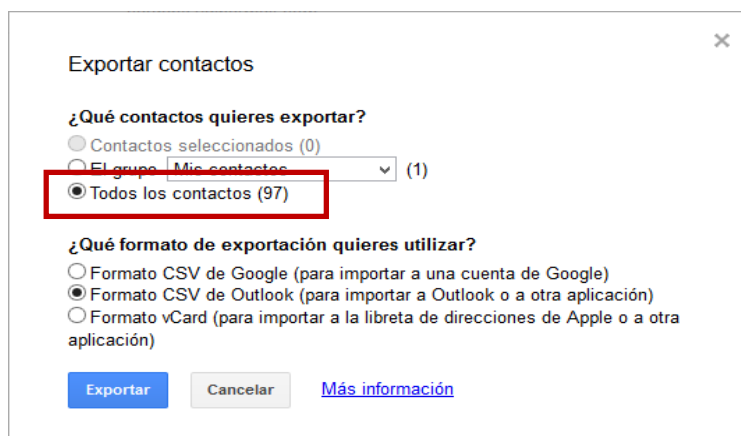 Exportar contactos
¿Qué contactos quieres exportar?
Contactos seleccionados (0)
El grupo Mis contactos (1)
Todos los contactos (97)
¿Qué formato de exportación quieres utilizar?
Formato CSV de Google (para importar a una cuenta de Google)
Formato CSV de Outlook (para importar a Outlook o a otra aplicación)
Formato vCard (para importar a la libreta de direcciones de Apple o a otra
aplicación)
Exportar Cancelar Más información